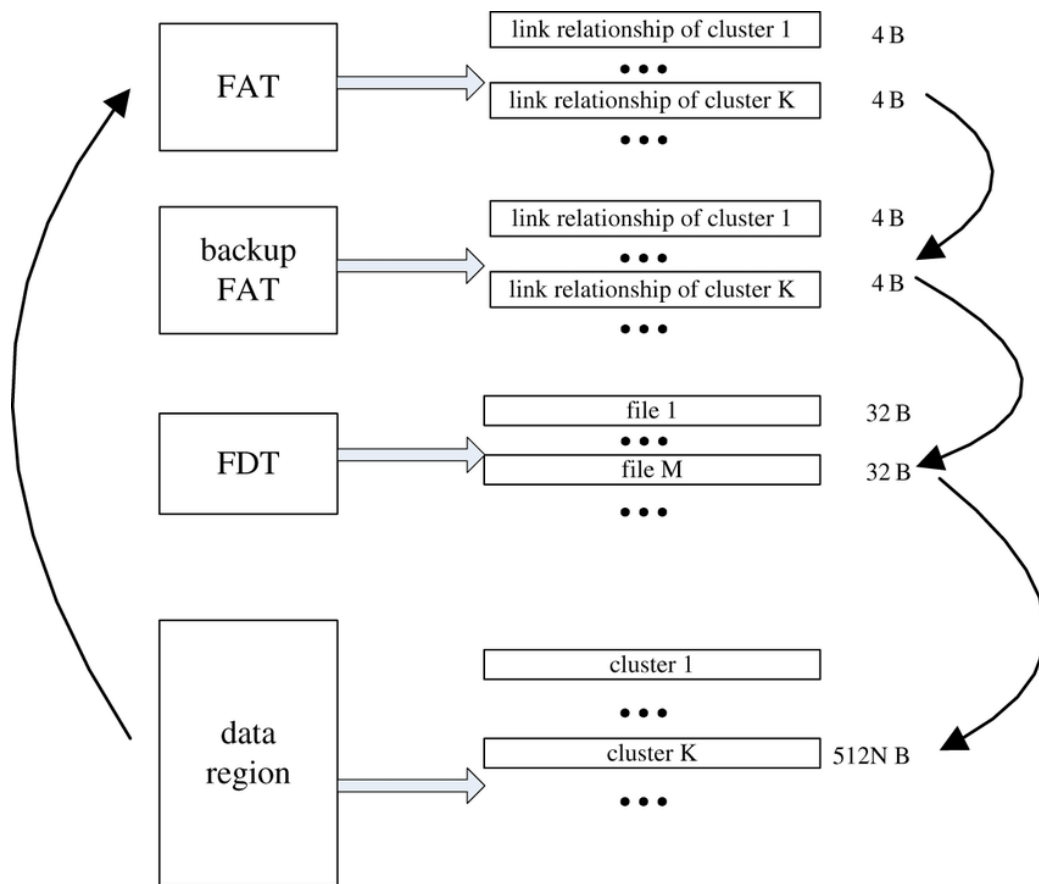 FAT
link relationship of cluster 1
4 B
•••
link relationship of cluster K
4 B
•••
backup
FAT
link relationship of cluster 1
4 B
•••
link relationship of cluster K
4 B
•••
FDT
file 1
32 B
•••
file M
32 B
•••
data
region
cluster 1
•••
cluster K
512N B
•••